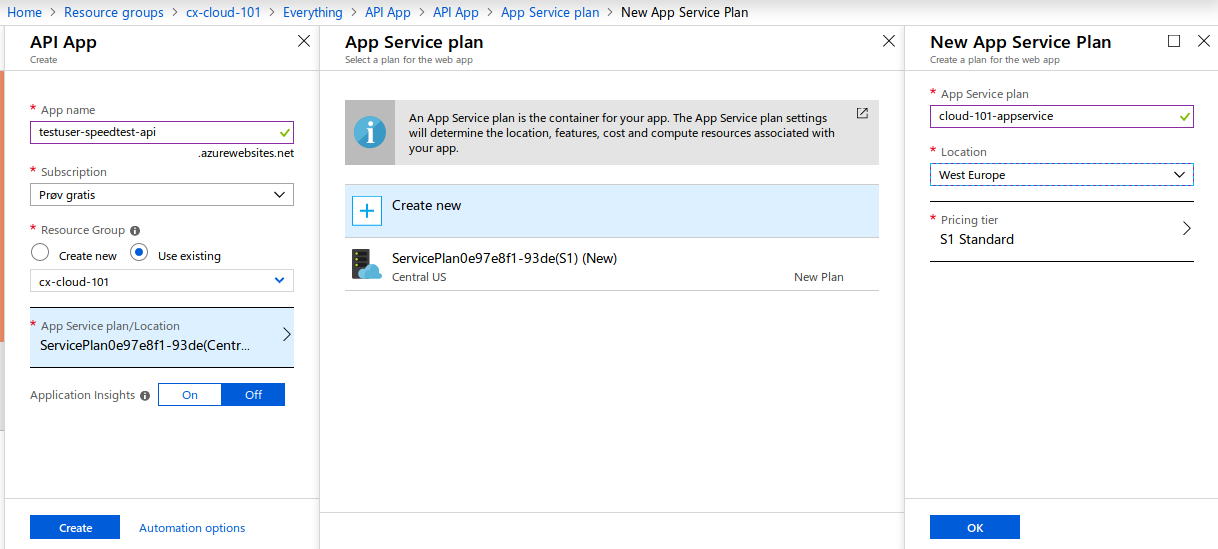 Home > Resource groups > cx-cloud-101 > Everything > API App > API App > App Service plan > New App Service Plan
API App
Create
* App name
testuser-speedtest-api
.azurewebsites.net
* Subscription
Prøv gratis
* Resource Group
Create new
Use existing
cx-cloud-101
* App Service plan/Location
ServicePlan0e97e8f1-93de(Centr...
Application Insights
On
Off
Create
Automation options
App Service plan
Select a plan for the web app
An App Service plan is the container for your app. The App Service plan settings
will determine the location, features, cost and compute resources associated with
your app.
Create new
ServicePlan0e97e8f1-93de(S1) (New)
Central US
New Plan
New App Service Plan
Create a plan for the web app
* App Service plan
cloud-101-appservice
* Location
West Europe
* Pricing tier
S1 Standard
OK